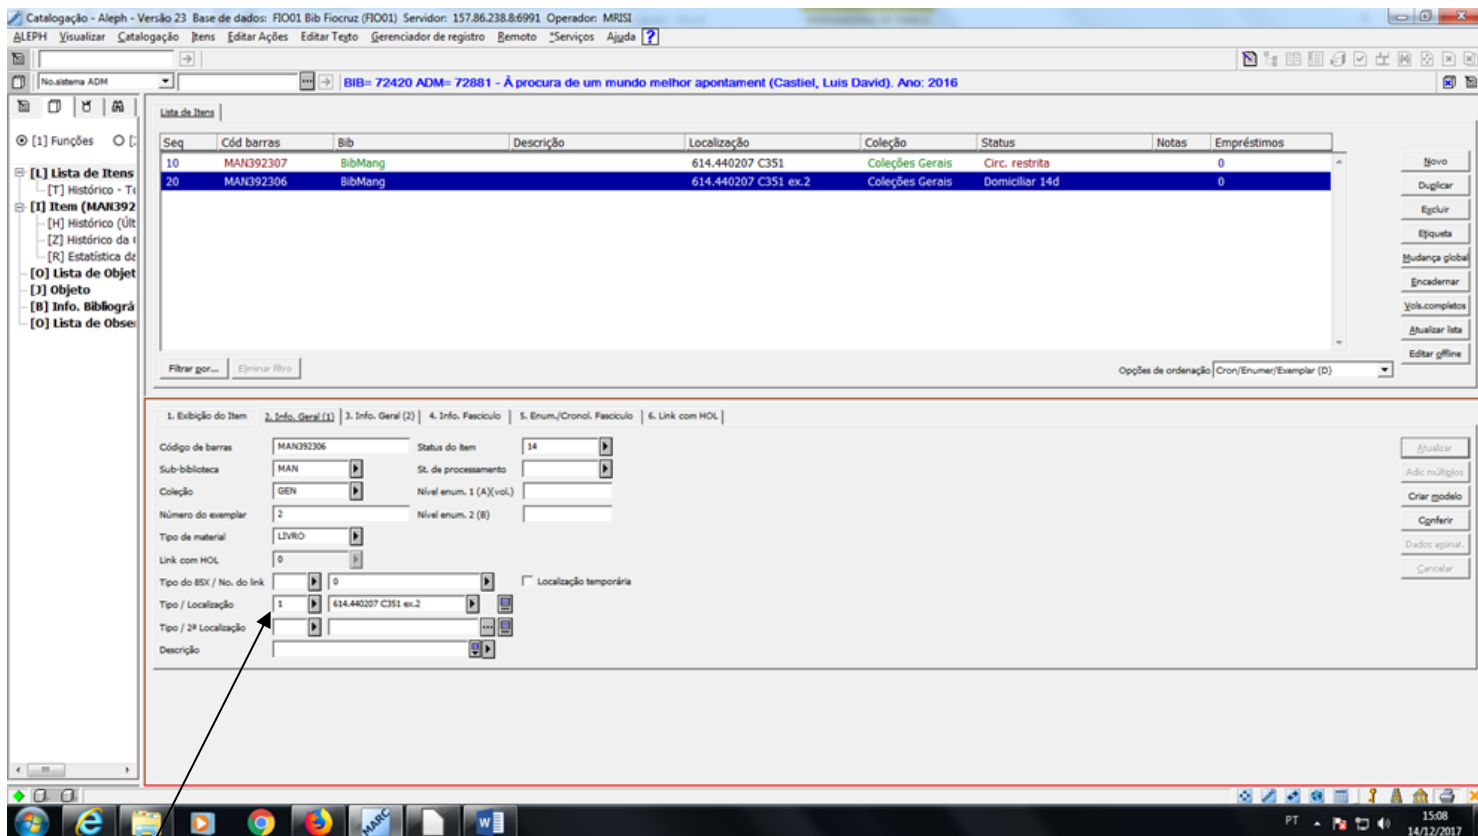 Catalogação - Aleph - Versão 23 Base de dados: FIO01 Bib Fiocruz (FIO01) Servidor: 157.86.238.8:6991 Operador: MRISI
ALEPH Visualizar Catalogação Itens Editar Ações Editar Texto Gerenciador de registro Remoto *Serviços Ajuda ?
No.sistema ADM BIB= 72420 ADM= 72881 - À procura de um mundo melhor apontament (Castiel, Luis David). Ano: 2016
[1] Funções
[L] Lista de Itens
[T] Histórico - Te
[I] Item (MAN392
[H] Histórico (Últ
[Z] Histórico da
[R] Estatística da
[O] Lista de Objet
[J] Objeto
[B] Info. Bibliográ
[O] Lista de Obser
Lista de Itens
Seq Cód barras Bib Descrição Localização Coleção Status Notas Empréstimos
10 MAN392307 BibMang 614.440207 C351 Coleções Gerais Circ. restrita 0
20 MAN392306 BibMang 614.440207 C351 ex.2 Coleções Gerais Domiciliar 14d 0
Novo
Duplicar
Excluir
Etiqueta
Mudança global
Encadernar
Vols.completos
Atualizar lista
Editar offline
Filtrar por... Eliminar filtro Opções de ordenação Cron/Enumer/Exemplar (D)
1. Exibição do Item 2. Info. Geral (1) 3. Info. Geral (2) 4. Info. Fascículo 5. Enum./Cronol. Fascículo 6. Link com HOL
Código de barras MAN392306 Status do item 14
Sub-biblioteca MAN St. de processamento
Coleção GEN Nível enum. 1 (A)(vol.)
Número do exemplar 2 Nível enum. 2 (B)
Tipo de material LIVRO
Link com HOL 0
Tipo do 85X / No. do link 0 Localização temporária
Tipo / Localização 1 614.440207 C351 ex.2
Tipo / 2ª Localização
Descrição
Atualizar
Adic múltiplos
Criar modelo
Conferir
Dados assinat.
Cancelar
MARC
W
PT 15:08
14/12/2017